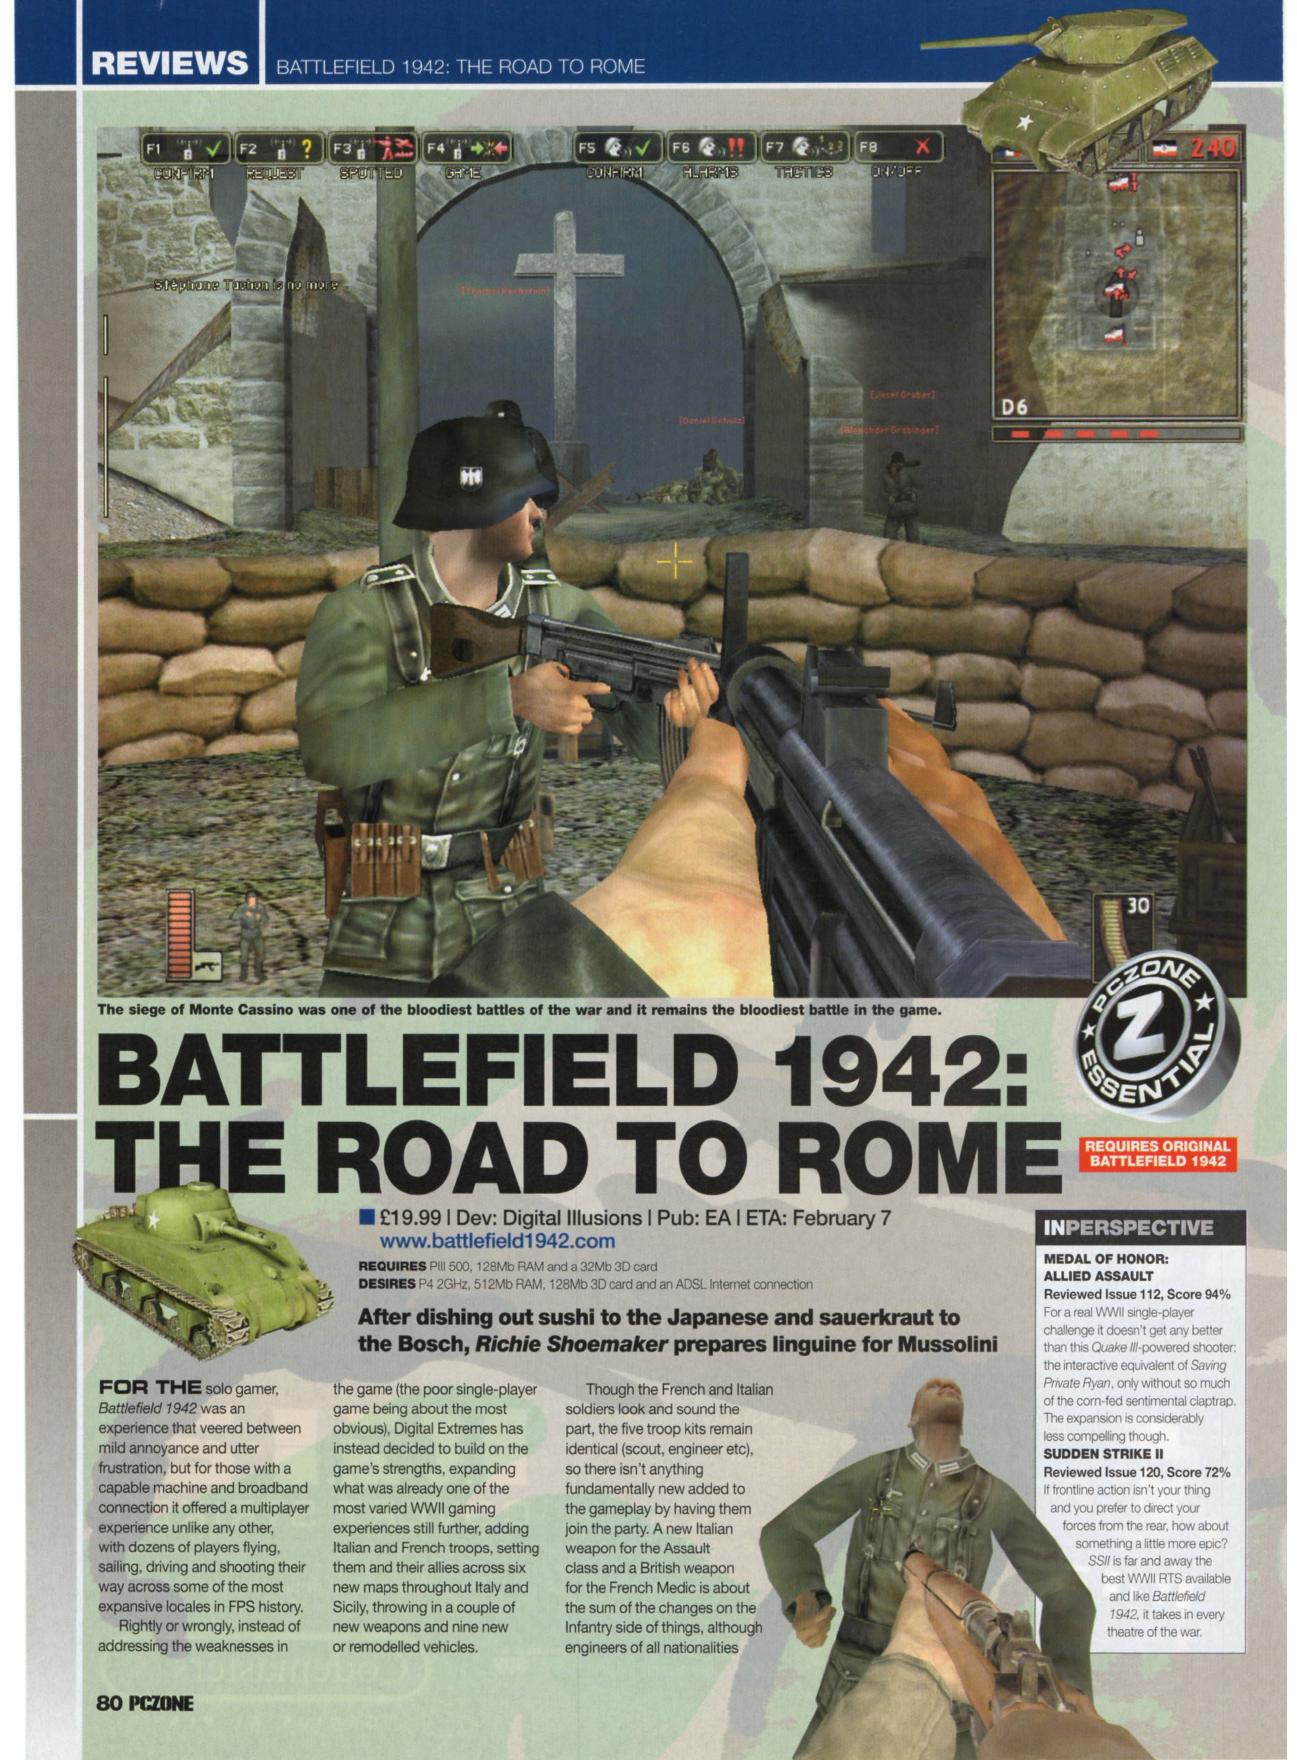 REVIEWS
BATTLEFIELD 1942: THE ROAD TO ROME
F1
F2 ?
F3
F4
F5
F6 !!
F7
F8
CONFIRM
REQUEST
SPOTTED
GAME
CONFIRM
ALARMS
TACTICS
ON/OFF
240
Stéphane Tachon is no more
[Daniel Scholz]
[Josef Gruber]
D6
30
PCZONE
Z
ESSENTIAL
The siege of Monte Cassino was one of the bloodiest battles of the war and it remains the bloodiest battle in the game.
BATTLEFIELD 1942:
THE ROAD TO ROME
REQUIRES ORIGINAL
BATTLEFIELD 1942
£19.99 | Dev: Digital Illusions | Pub: EA | ETA: February 7
www.battlefield1942.com
REQUIRES PIII 500, 128Mb RAM and a 32Mb 3D card
DESIRES P4 2GHz, 512Mb RAM, 128Mb 3D card and an ADSL Internet connection
After dishing out sushi to the Japanese and sauerkraut to
the Bosch, Richie Shoemaker prepares linguine for Mussolini
FOR THE solo gamer,
Battlefield 1942 was an
experience that veered between
mild annoyance and utter
frustration, but for those with a
capable machine and broadband
connection it offered a multiplayer
experience unlike any other,
with dozens of players flying,
sailing, driving and shooting their
way across some of the most
expansive locales in FPS history.
Rightly or wrongly, instead of
addressing the weaknesses in
the game (the poor single-player
game being about the most
obvious), Digital Extremes has
instead decided to build on the
game's strengths, expanding
what was already one of the
most varied WWII gaming
experiences still further, adding
Italian and French troops, setting
them and their allies across six
new maps throughout Italy and
Sicily, throwing in a couple of
new weapons and nine new
or remodelled vehicles.
Though the French and Italian
soldiers look and sound the
part, the five troop kits remain
identical (scout, engineer etc),
so there isn't anything
fundamentally new added to
the gameplay by having them
join the party. A new Italian
weapon for the Assault
class and a British weapon
for the French Medic is about
the sum of the changes on the
Infantry side of things, although
engineers of all nationalities
INPERSPECTIVE
MEDAL OF HONOR:
ALLIED ASSAULT
Reviewed Issue 112, Score 94%
For a real WWII single-player
challenge it doesn't get any better
than this Quake III-powered shooter:
the interactive equivalent of Saving
Private Ryan, only without so much
of the corn-fed sentimental claptrap.
The expansion is considerably
less compelling though.
SUDDEN STRIKE II
Reviewed Issue 120, Score 72%
If frontline action isn't your thing
and you prefer to direct your
forces from the rear, how about
something a little more epic?
SSII is far and away the
best WWII RTS available
and like Battlefield
1942, it takes in every
theatre of the war.
80 PCZONE